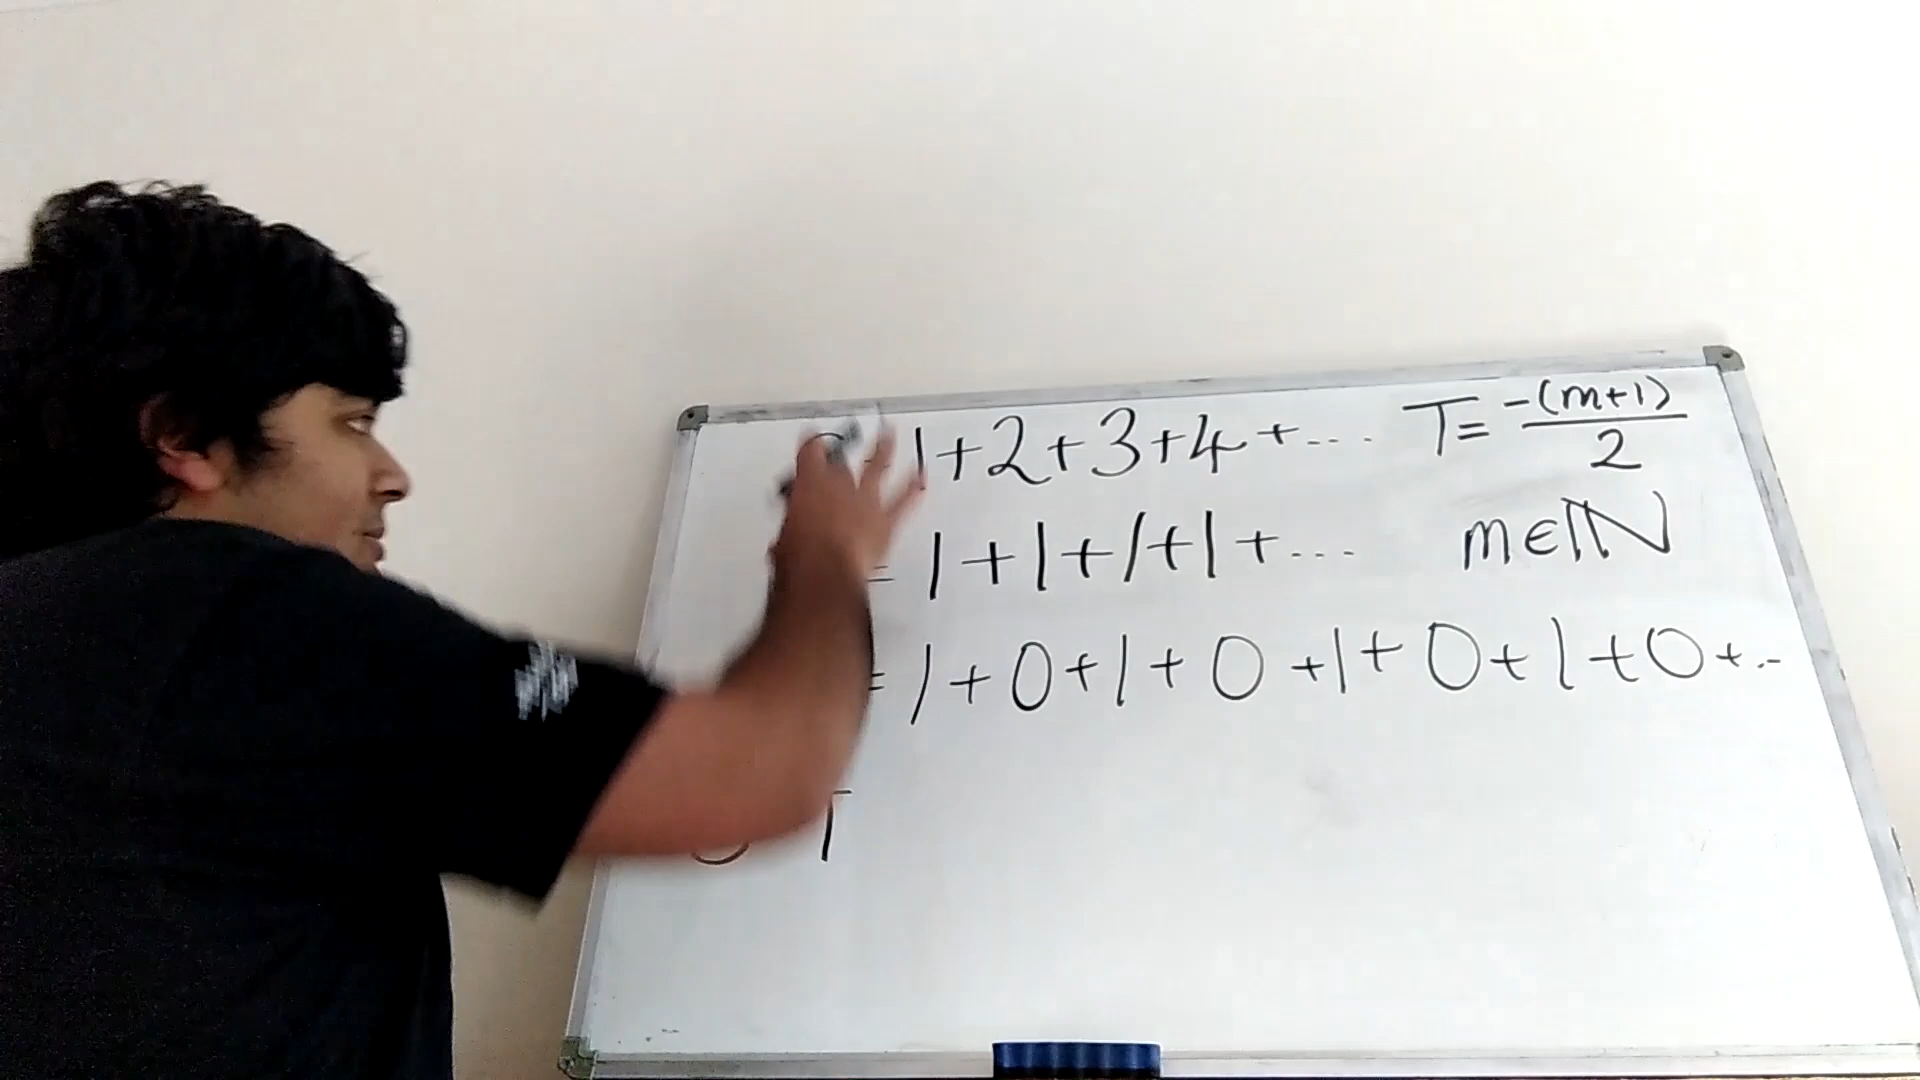 1+2+3+4+... T= -(m+1)/2
= 1+1+1+1+... m∈ℕ
= 1+0+1+0+1+0+1+0+..
T